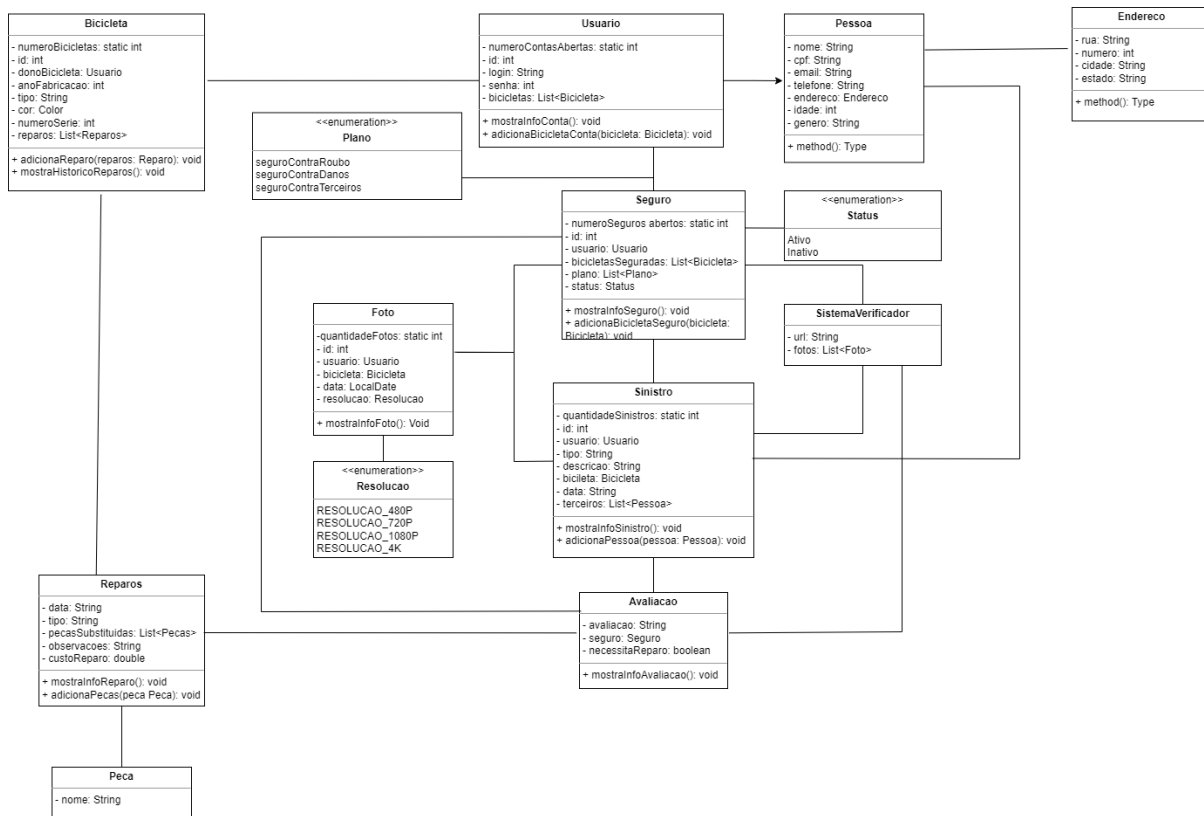 Bicicleta
- numeroBicicletas: static int
- id: int
- donoBicicleta: Usuario
- anoFabricacao: int
- tipo: String
- cor: Color
- numeroSerie: int
- reparos: List<Reparos>
+ adicionaReparo(reparos: Reparo): void
+ mostraHistoricoReparos(): void
Usuario
- numeroContasAbertas: static int
- id: int
- login: String
- senha: int
- bicicletas: List<Bicicleta>
+ mostraInfoConta(): void
+ adicionaBicicletaConta(bicicleta: Bicicleta): void
Pessoa
- nome: String
- cpf: String
- email: String
- telefone: String
- endereco: Endereco
- idade: int
- genero: String
+ method(): Type
Endereco
- rua: String
- numero: int
- cidade: String
- estado: String
+ method(): Type
<<enumeration>>
Plano
seguroContraRoubo
seguroContraDanos
seguroContraTerceiros
Seguro
- numeroSeguros abertos: static int
- id: int
- usuario: Usuario
- bicicletasSeguradas: List<Bicicleta>
- plano: List<Plano>
- status: Status
+ mostraInfoSeguro(): void
+ adicionaBicicletaSeguro(bicicleta:
Bicicleta): void
<<enumeration>>
Status
Ativo
Inativo
Foto
-quantidadeFotos: static int
- id: int
- usuario: Usuario
- bicicleta: Bicicleta
- data: LocalDate
- resolucao: Resolucao
+ mostraInfoFoto(): Void
SistemaVerificador
- url: String
- fotos: List<Foto>
Sinistro
- quantidadeSinistros: static int
- id: int
- usuario: Usuario
- tipo: String
- descricao: String
- bicileta: Bicicleta
- data: String
- terceiros: List<Pessoa>
+ mostraInfoSinistro(): void
+ adicionaPessoa(pessoa: Pessoa): void
<<enumeration>>
Resolucao
RESOLUCAO_480P
RESOLUCAO_720P
RESOLUCAO_1080P
RESOLUCAO_4K
Reparos
- data: String
- tipo: String
- pecasSubstituidas: List<Pecas>
- observacoes: String
- custoReparo: double
+ mostraInfoReparo(): void
+ adicionaPecas(peca Peca): void
Avaliacao
- avaliacao: String
- seguro: Seguro
- necessitaReparo: boolean
+ mostraInfoAvaliacao(): void
Peca
- nome: String